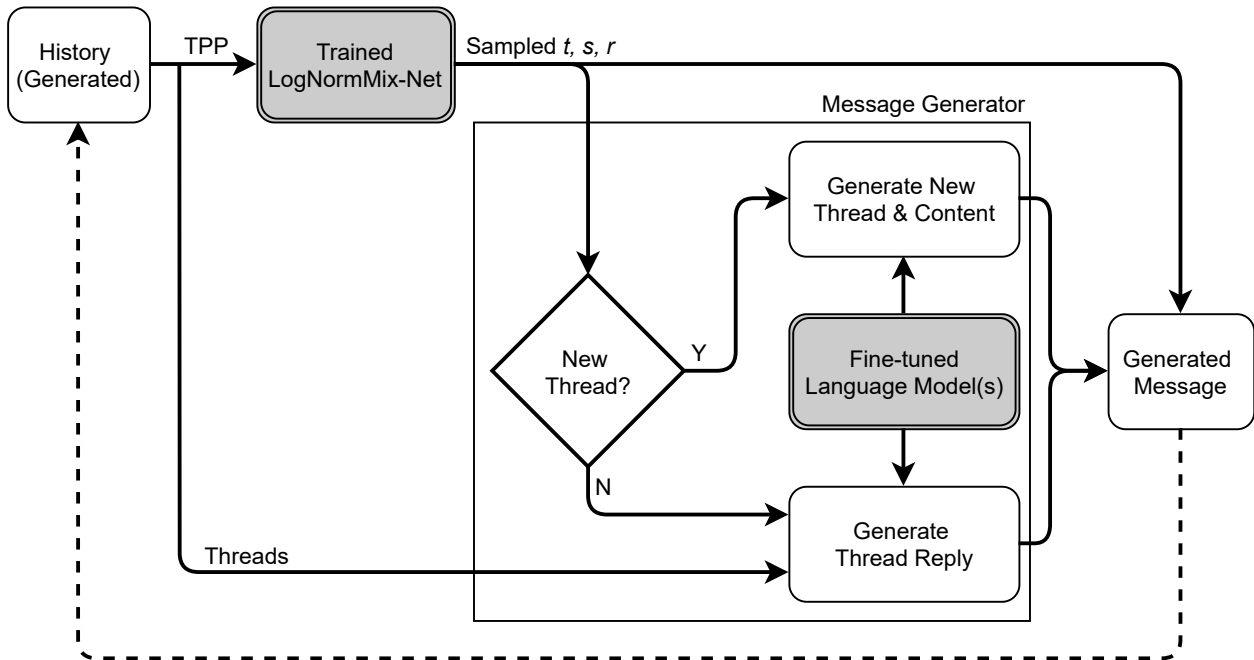 History
(Generated)
TPP
Trained
LogNormMix-Net
Sampled t, s, r
Message Generator
Generate New
Thread & Content
New
Thread?
Y
Fine-tuned
Language Model(s)
Generated
Message
N
Generate
Thread Reply
Threads